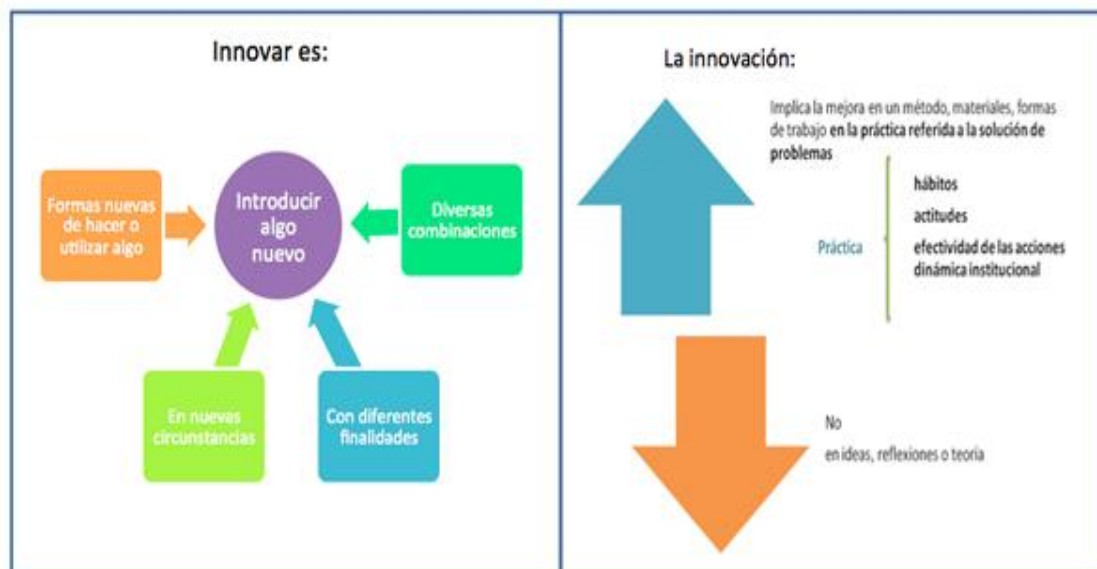 Innovar es:
Formas nuevas
de hacer o
utilizar algo
Introducir
algo
nuevo
Diversas
combinaciones
En nuevas
circunstancias
Con diferentes
finalidades
La innovación:
Implica la mejora en un método, materiales, formas
de trabajo en la práctica referida a la solución de
problemas
Práctica
hábitos
actitudes
efectividad de las acciones
dinámica institucional
No
en ideas, reflexiones o teoria